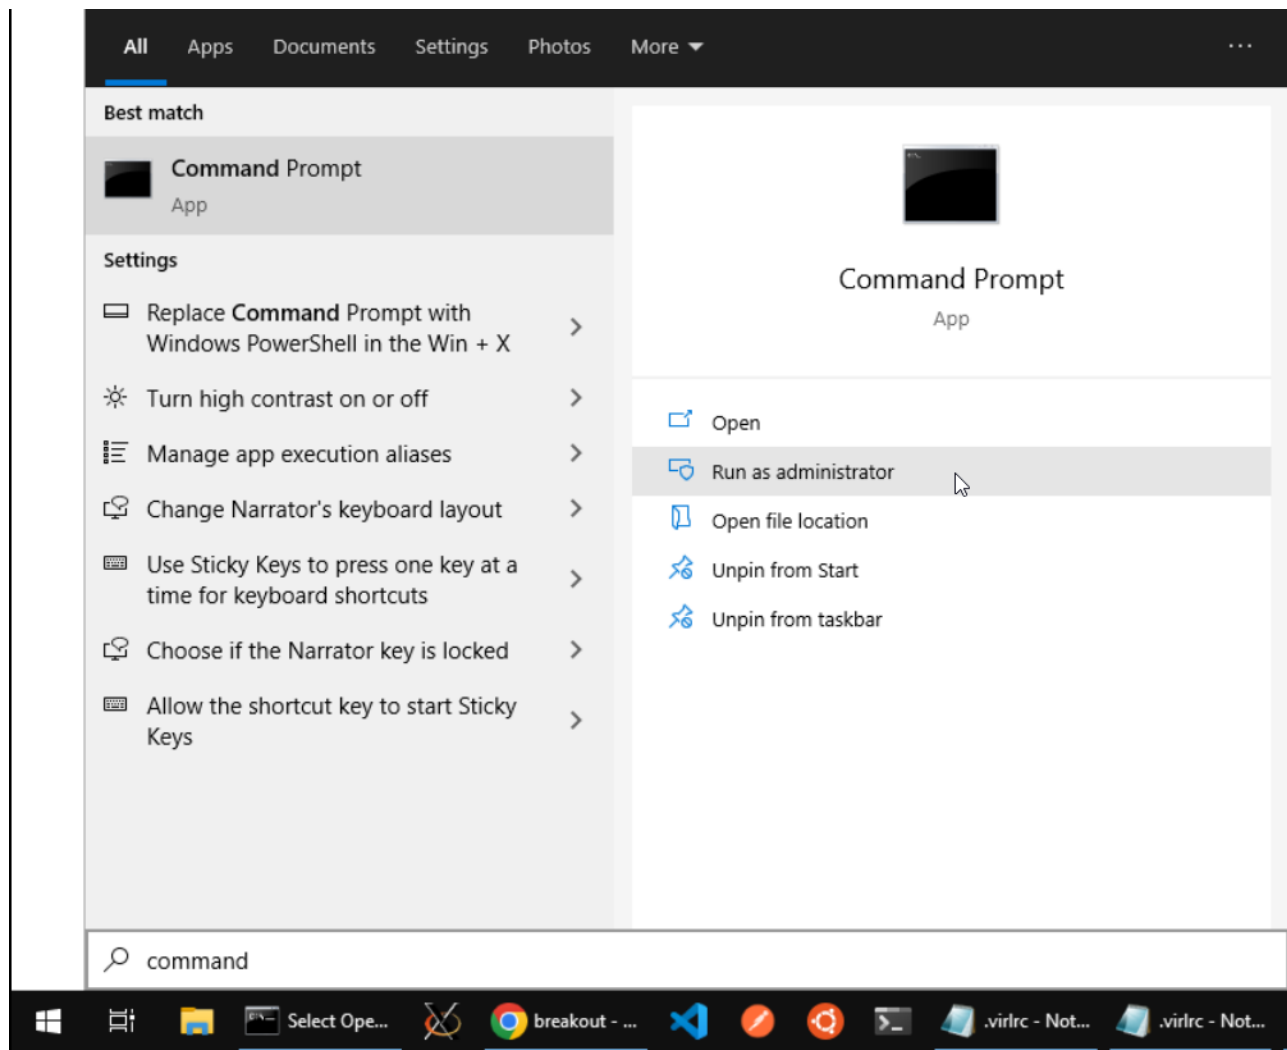 All Apps Documents Settings Photos More
Best match
Command Prompt
App
Settings
Replace Command Prompt with
Windows PowerShell in the Win + X
Turn high contrast on or off
Manage app execution aliases
Change Narrator's keyboard layout
Use Sticky Keys to press one key at a
time for keyboard shortcuts
Choose if the Narrator key is locked
Allow the shortcut key to start Sticky
Keys
Command Prompt
App
Open
Run as administrator
Open file location
Unpin from Start
Unpin from taskbar
command
Select Ope... breakout - ... .virlrc - Not... .virlrc - Not...